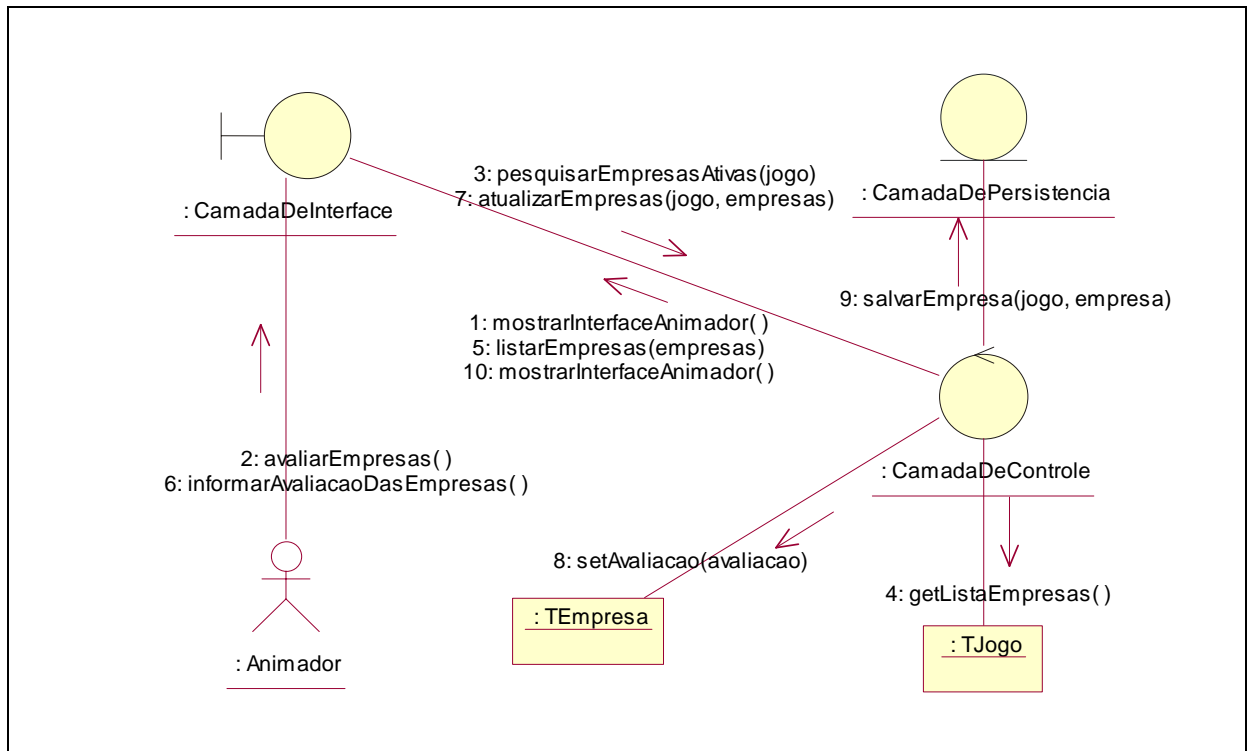 3: pesquisarEmpresasAtivas(jogo)
7: atualizarEmpresas(jogo, empresas)
: CamadaDeInterface
: CamadaDePersistencia
9: salvarEmpresa(jogo, empresa)
1: mostrarInterfaceAnimador( )
5: listarEmpresas(empresas)
10: mostrarInterfaceAnimador( )
2: avaliarEmpresas( )
6: informarAvaliacaoDasEmpresas( )
: CamadaDeControle
8: setAvaliacao(avaliacao)
4: getListaEmpresas( )
: TEmpresa
: TJogo
: Animador